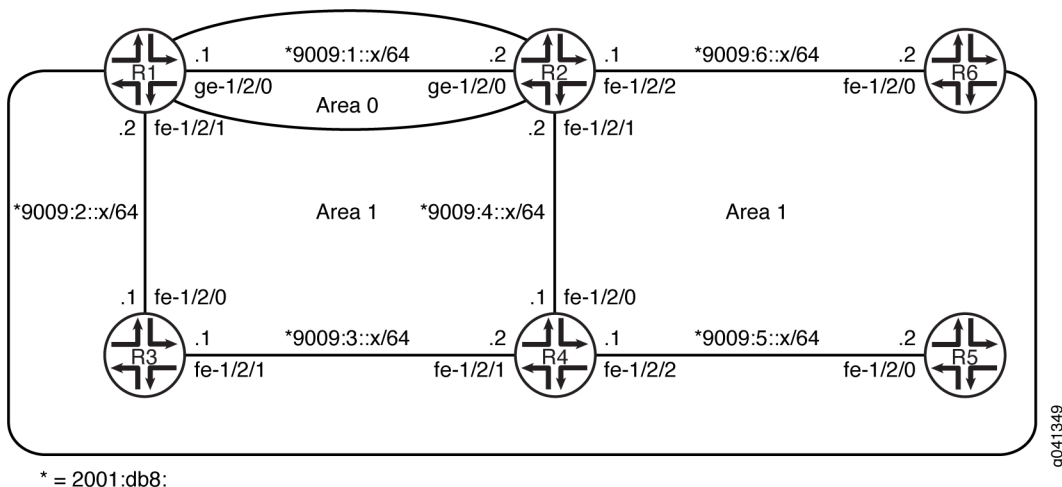 .1 *9009:1::x/64 .2
R1
ge-1/2/0 ge-1/2/0
Area 0
R2
.1 *9009:6::x/64 .2
fe-1/2/2 fe-1/2/0
R6
.2 fe-1/2/1
.2 fe-1/2/1
*9009:2::x/64
Area 1
*9009:4::x/64
Area 1
.1 fe-1/2/0
.1 fe-1/2/0
R3
.1 *9009:3::x/64 .2
fe-1/2/1 fe-1/2/1
R4
.1 *9009:5::x/64 .2
fe-1/2/2 fe-1/2/0
R5
* = 2001:db8:
g041349